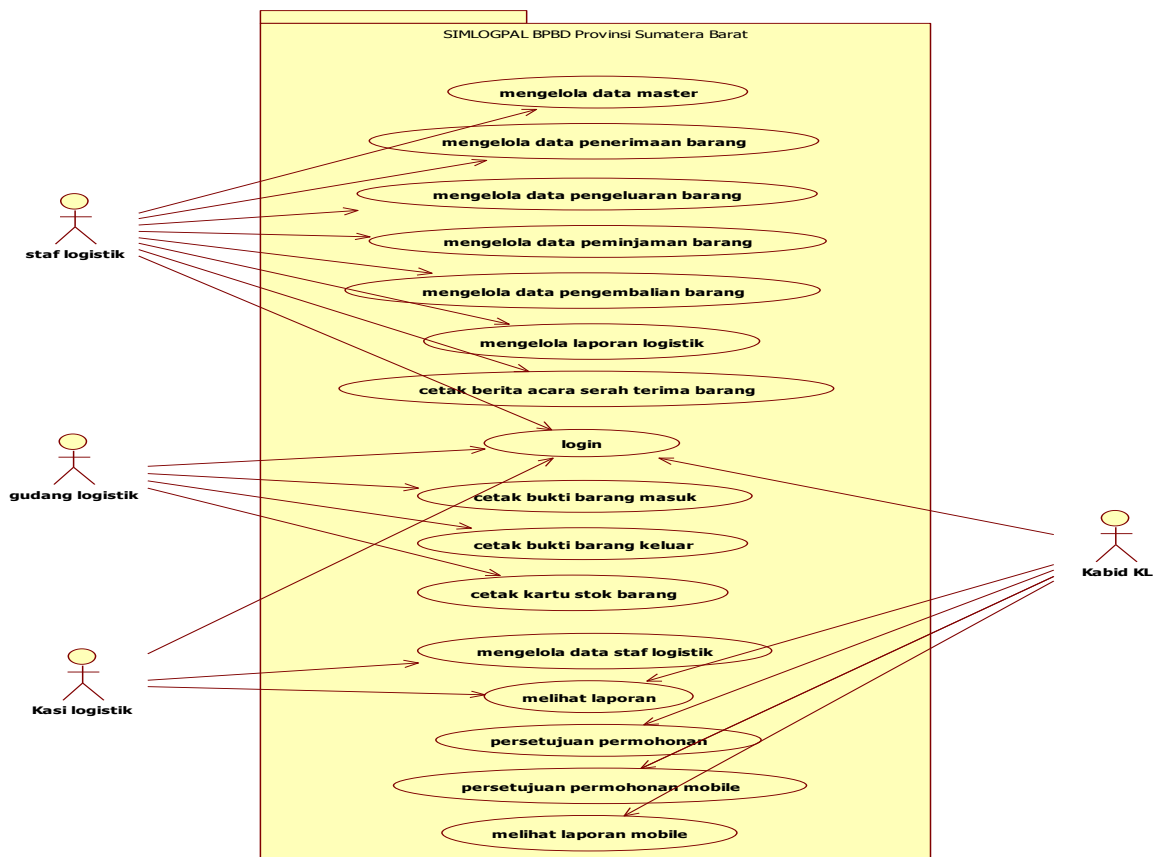 SIMLOGPAL BPBD Provinsi Sumatera Barat
mengelola data master
mengelola data penerimaan barang
mengelola data pengeluaran barang
mengelola data peminjaman barang
staf logistik
mengelola data pengembalian barang
mengelola laporan logistik
cetak berita acara serah terima barang
login
gudang logistik
cetak bukti barang masuk
cetak bukti barang keluar
Kabid KL
cetak kartu stok barang
mengelola data staf logistik
melihat laporan
Kasi logistik
persetujuan permohonan
persetujuan permohonan mobile
melihat laporan mobile